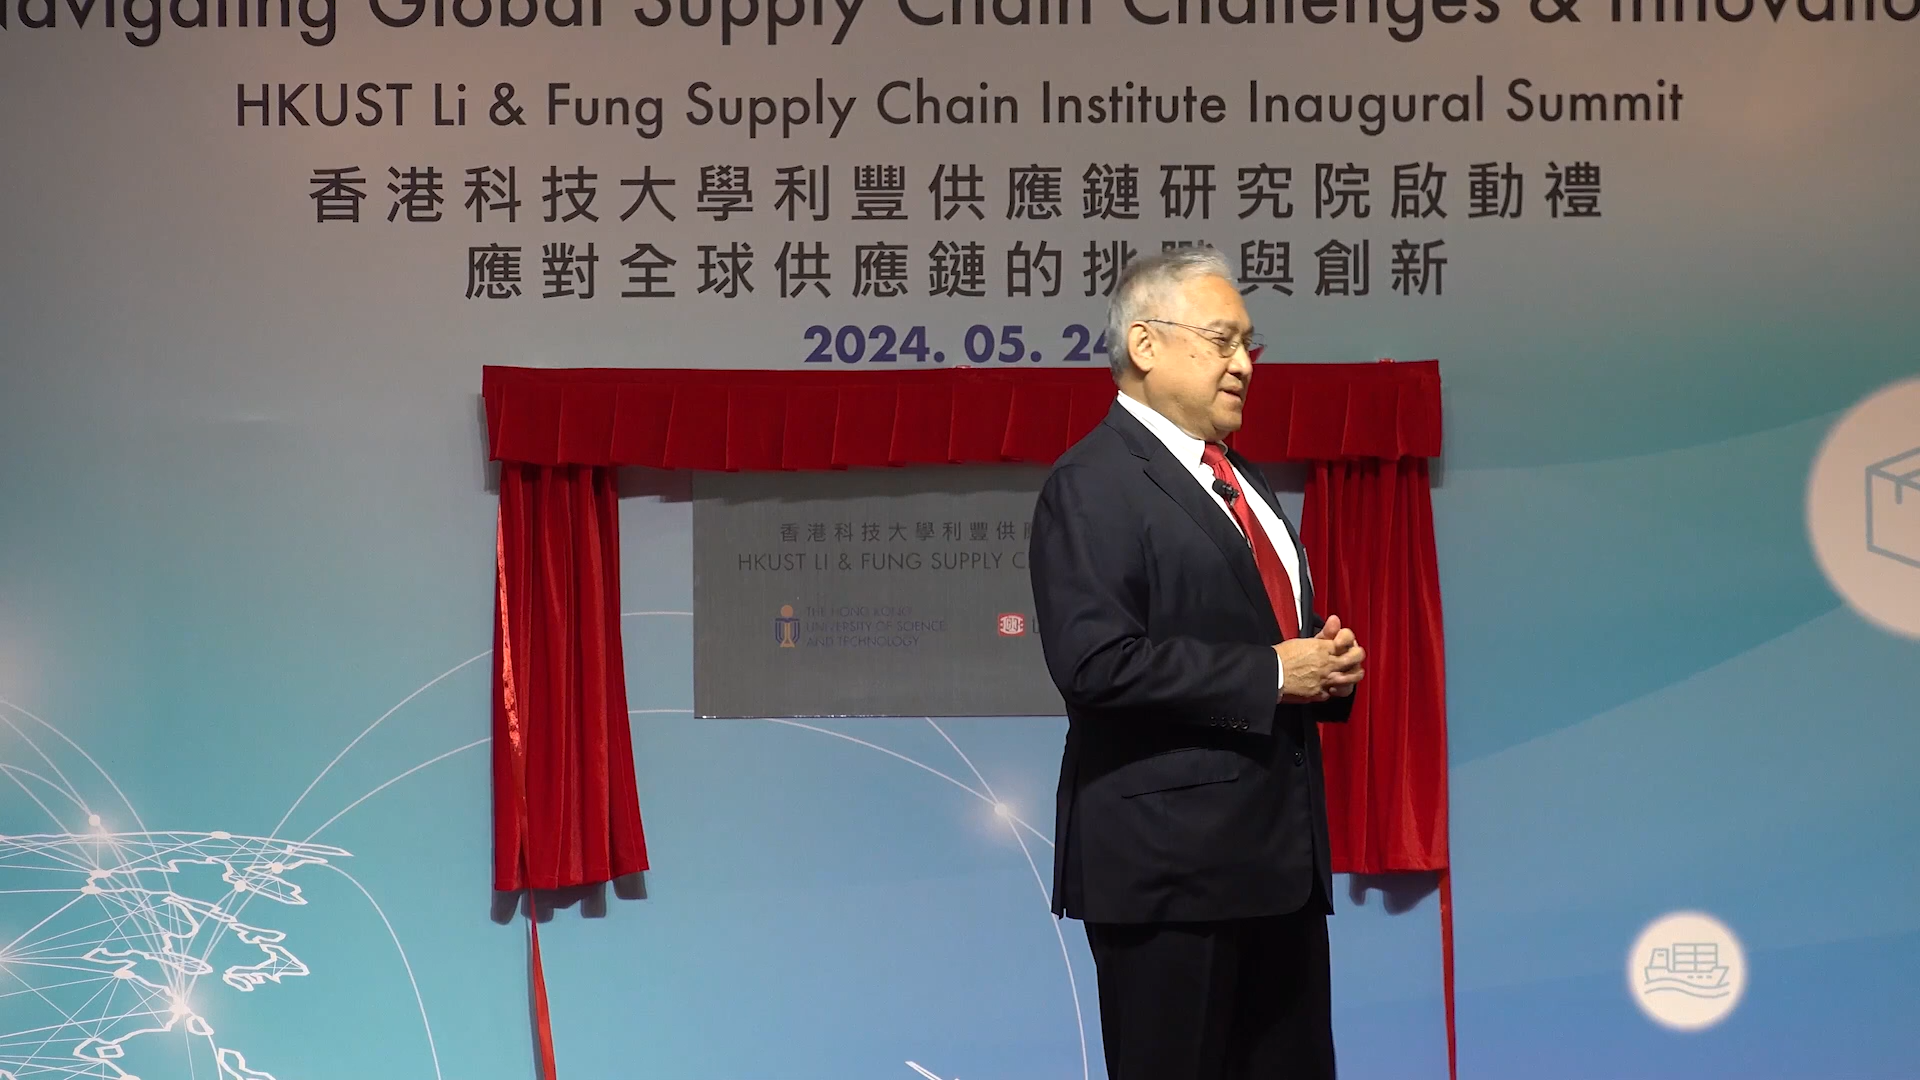 Navigating Global Supply Chain Challenges & Innovatio
HKUST Li & Fung Supply Chain Institute Inaugural Summit
香港科技大學利豐供應鏈研究院啟動禮
應對全球供應鏈的挑戰與創新
2024. 05. 24
香港科技大學利豐供應
HKUST LI & FUNG SUPPLY C
THE HONG KONG
UNIVERSITY OF SCIENCE
AND TECHNOLOGY